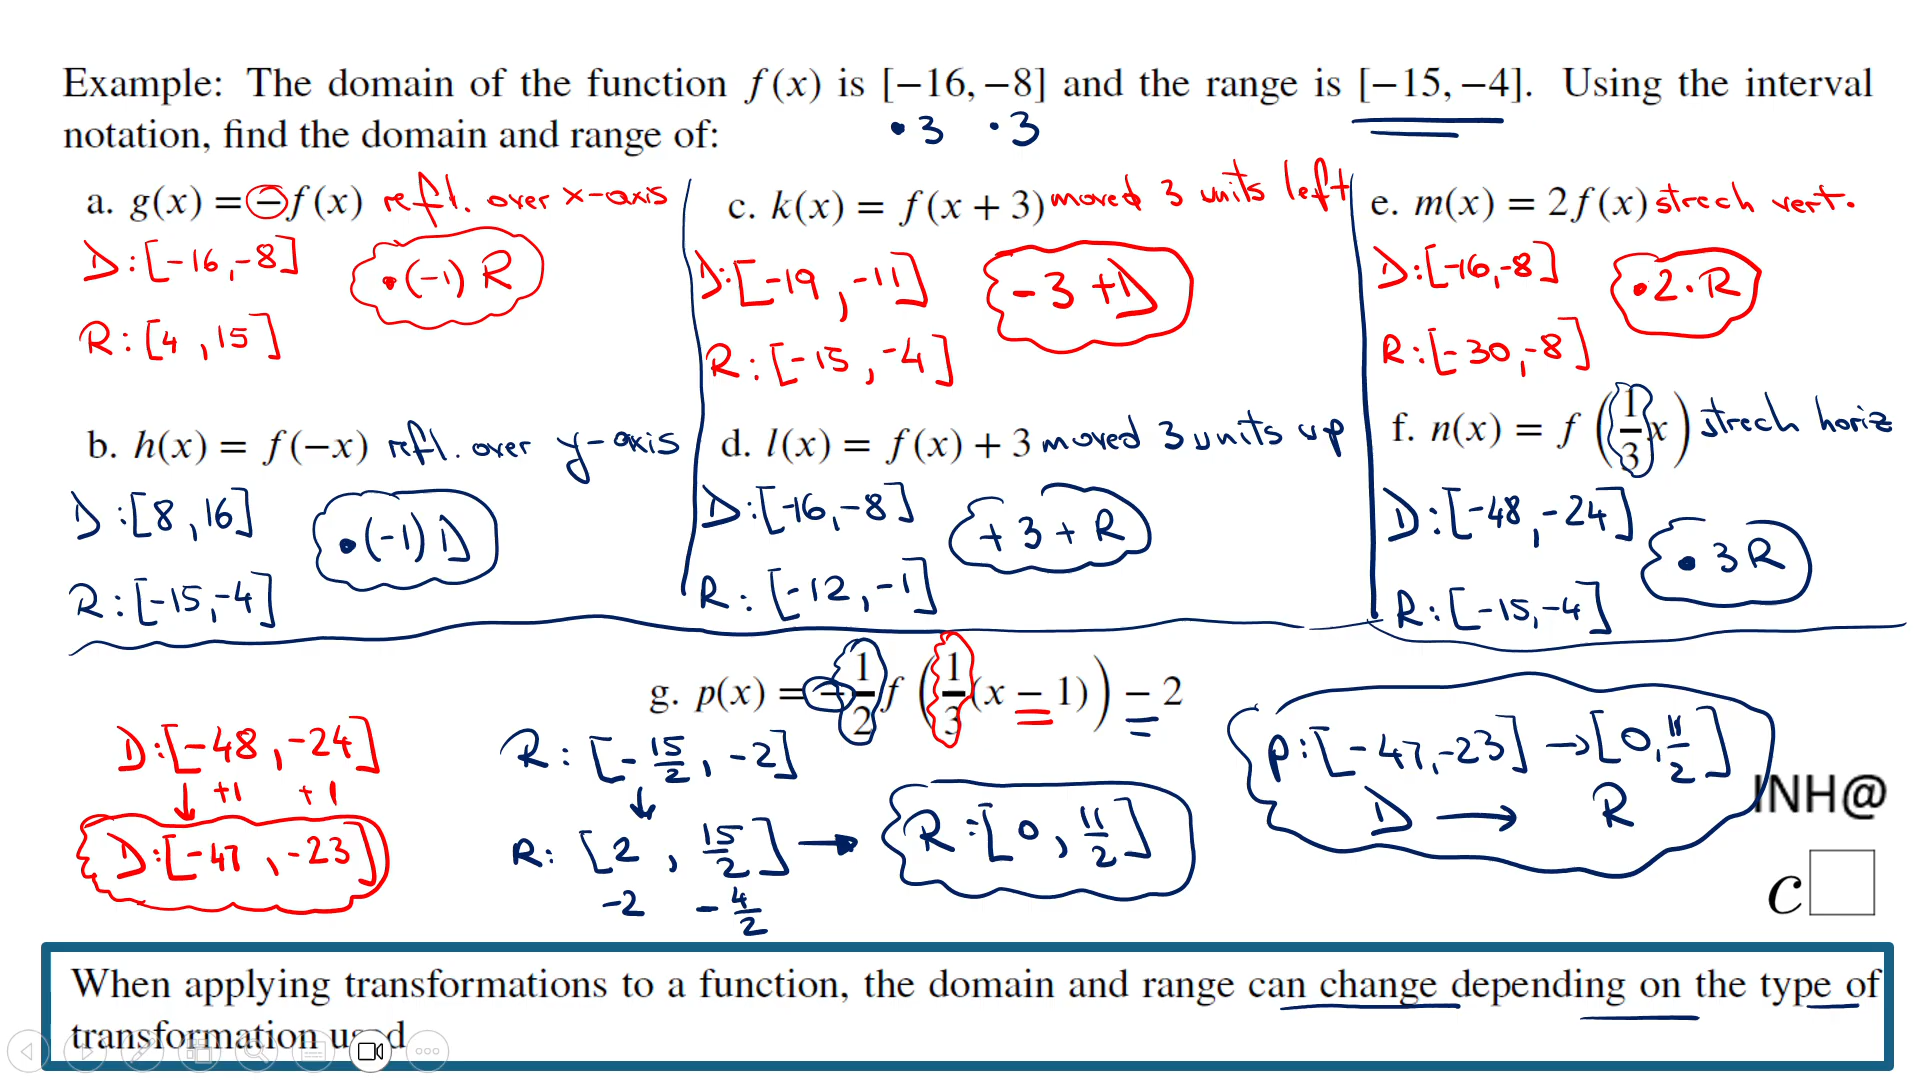 Example: The domain of the function f(x) is [−16, −8] and the range is [−15, −4]. Using the interval
notation, find the domain and range of:
•3 •3
a. g(x) = −f(x) refl. over x-axis
D:[-16,-8]
•(-1) R
R:[4,15]
b. h(x) = f(−x) refl. over y-axis
D:[8,16]
•(-1) D
R:[-15,-4]
c. k(x) = f(x + 3) moved 3 units left
D:[-19,-11]
-3+D
R:[-15,-4]
d. l(x) = f(x) + 3 moved 3 units up
D:[-16,-8]
+3+R
R:[-12,-1]
e. m(x) = 2f(x) strech vert.
D:[-16,-8]
•2•R
R:[-30,-8]
f. n(x) = f(1/3 x) strech horiz
D:[-48,-24]
•3R
R:[-15,-4]
g. p(x) = −1/2 f(1/3 (x − 1)) − 2
D:[-48,-24]
↓ +1 +1
D:[-47,-23]
R:[-15/2,-2]
↓
R:[2,15/2] →
-2 -4/2
R:[0,11/2]
P:[-47,-23]→[0,11/2]
D → R
INH@
c
When applying transformations to a function, the domain and range can change depending on the type of
transformation used